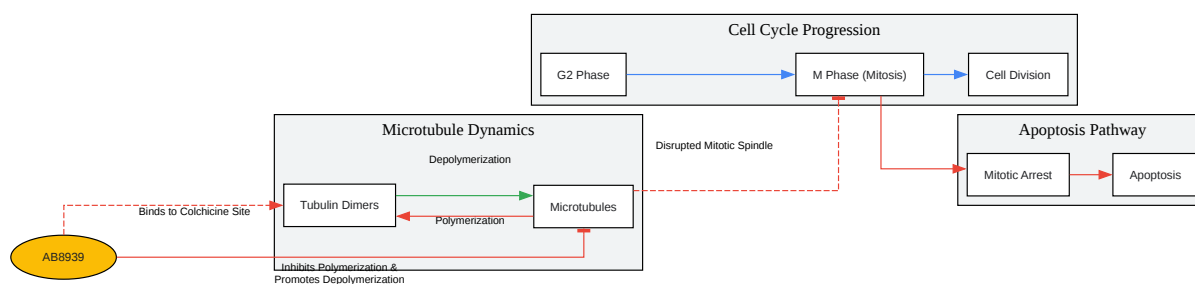 Cell Cycle Progression
G2 Phase
M Phase (Mitosis)
Cell Division
Microtubule Dynamics
Depolymerization
Tubulin Dimers
Microtubules
Polymerization
Disrupted Mitotic Spindle
Apoptosis Pathway
Mitotic Arrest
Apoptosis
Binds to Colchicine Site
AB8939
Inhibits Polymerization &
Promotes Depolymerization